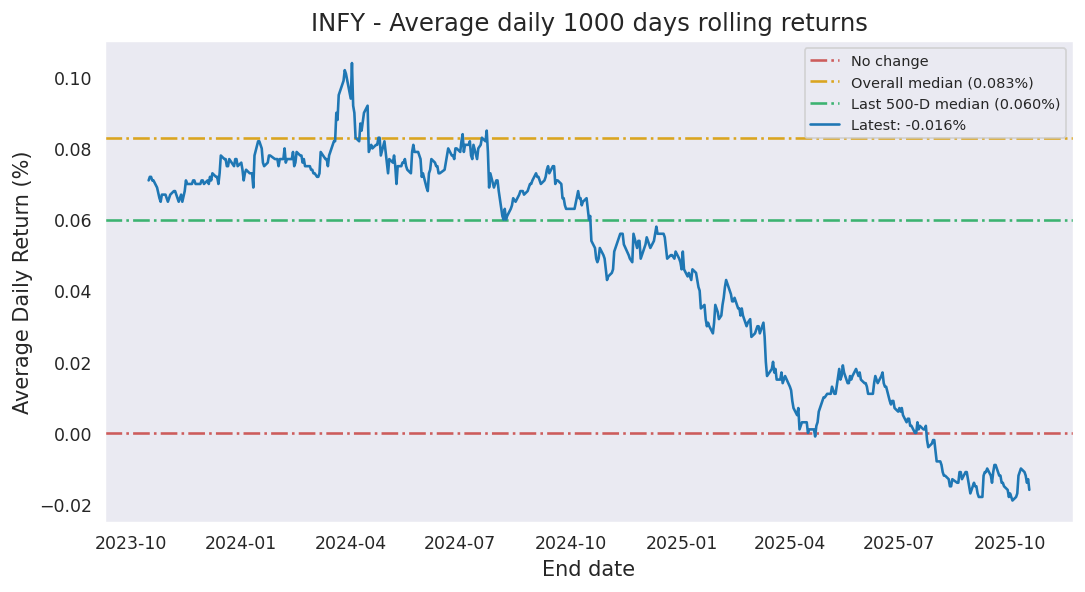 INFY - Average daily 1000 days rolling returns
No change
Overall median (0.083%)
Last 500-D median (0.060%)
Latest: -0.016%
Average Daily Return (%)
0.10
0.08
0.06
0.04
0.02
0.00
−0.02
2023-10 2024-01 2024-04 2024-07 2024-10 2025-01 2025-04 2025-07 2025-10
End date